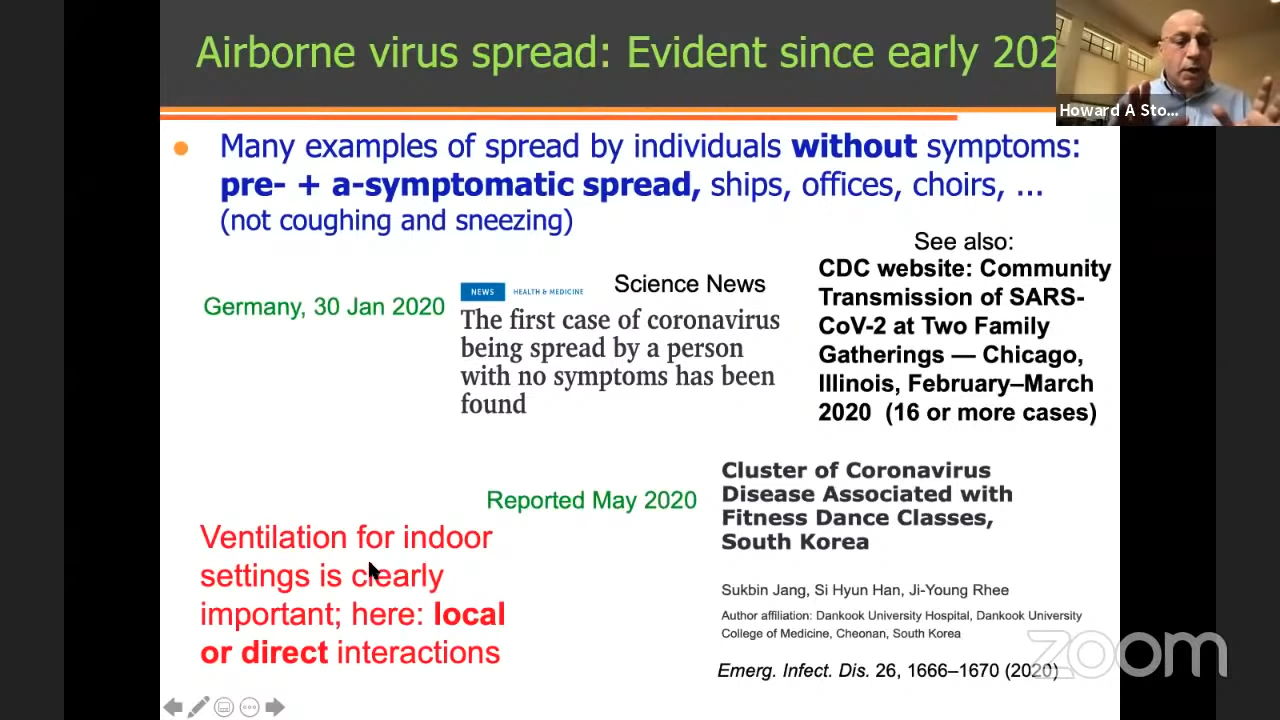 Airborne virus spread: Evident since early 202
Howard A Sto...
Many examples of spread by individuals without symptoms:
pre- + a-symptomatic spread, ships, offices, choirs, ...
(not coughing and sneezing)
See also:
CDC website: Community
Transmission of SARS-
CoV-2 at Two Family
Gatherings — Chicago,
Illinois, February–March
2020 (16 or more cases)
Germany, 30 Jan 2020
NEWS HEALTH & MEDICINE
Science News
The first case of coronavirus
being spread by a person
with no symptoms has been
found
Reported May 2020
Cluster of Coronavirus
Disease Associated with
Fitness Dance Classes,
South Korea
Sukbin Jang, Si Hyun Han, Ji-Young Rhee
Author affiliation: Dankook University Hospital, Dankook University
College of Medicine, Cheonan, South Korea
Emerg. Infect. Dis. 26, 1666–1670 (2020)
Ventilation for indoor
settings is clearly
important; here: local
or direct interactions
zoom